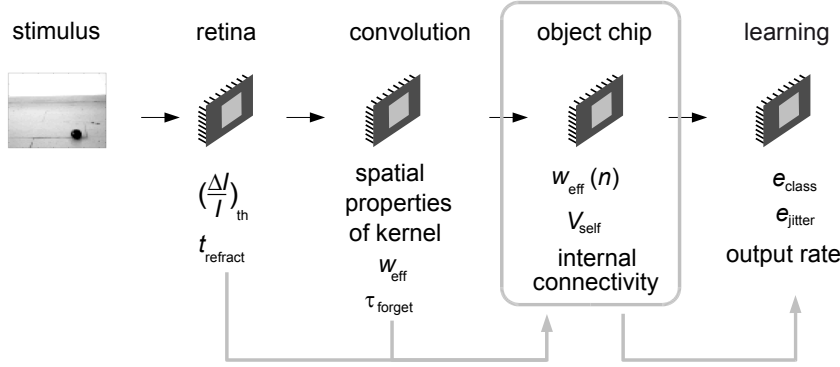 stimulus
retina
convolution
object chip
learning
(ΔI/I)th
trefract
spatial
properties
of kernel
weff
τforget
weff (n)
Vself
internal
connectivity
eclass
ejitter
output rate